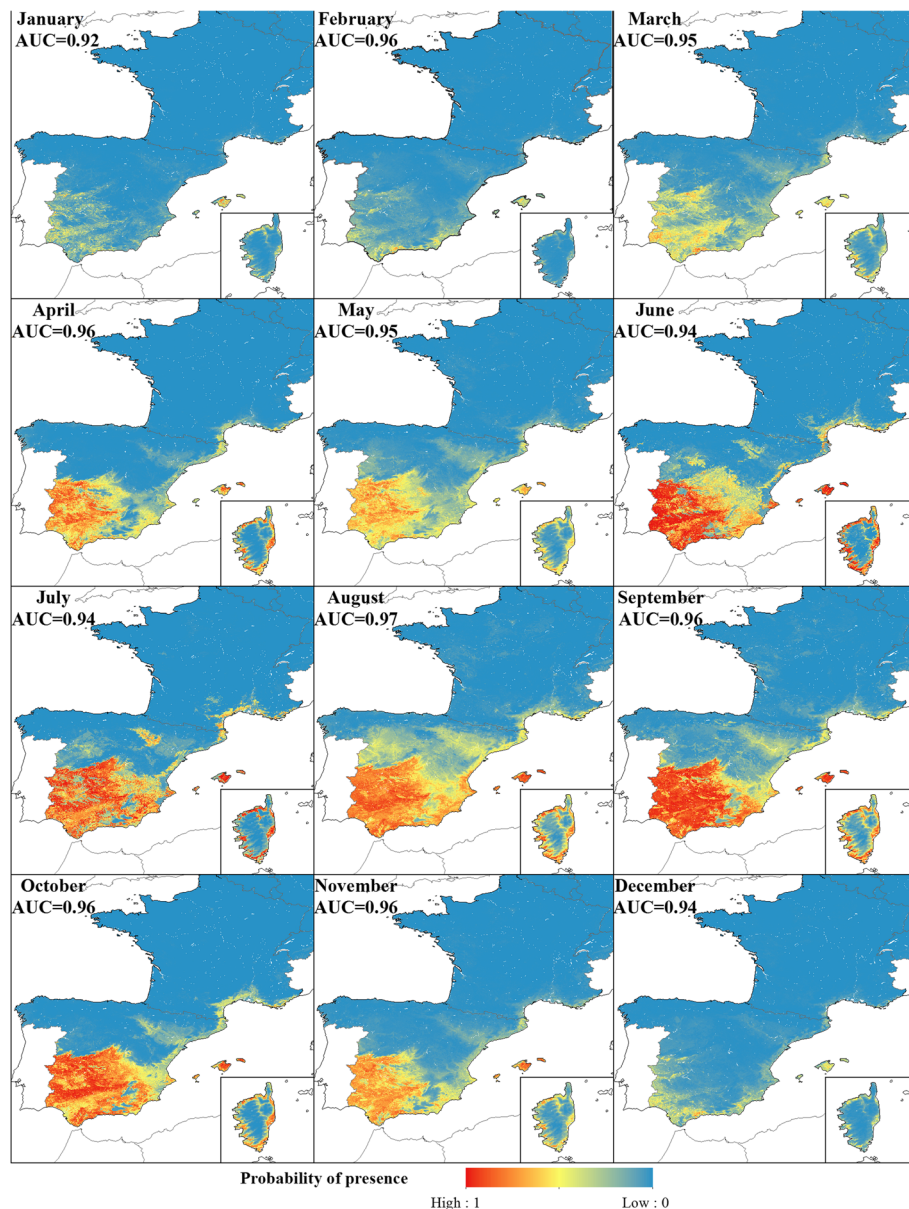 January
AUC=0.92
February
AUC=0.96
March
AUC=0.95
April
AUC=0.96
May
AUC=0.95
June
AUC=0.94
July
AUC=0.94
August
AUC=0.97
September
AUC=0.96
October
AUC=0.96
November
AUC=0.96
December
AUC=0.94
Probability of presence
High : 1
Low : 0